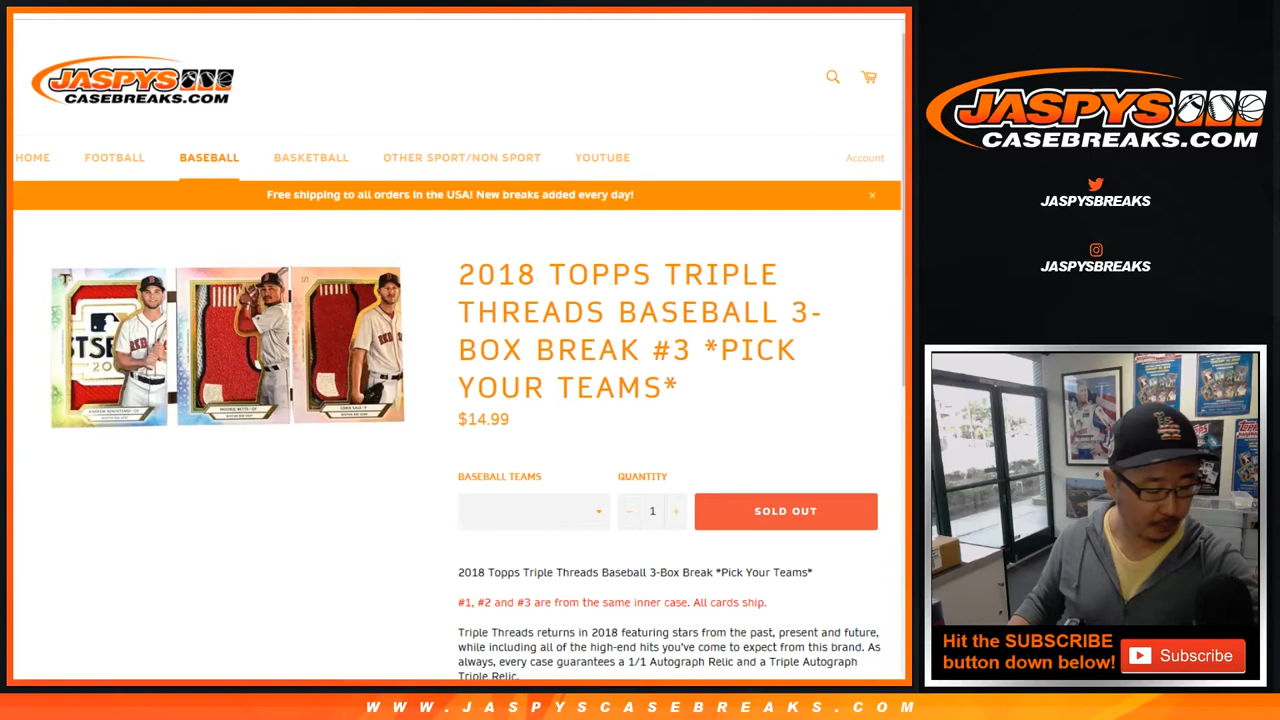 JASPYS
CASEBREAKS.COM
HOME FOOTBALL BASEBALL BASKETBALL OTHER SPORT/NON SPORT YOUTUBE Account
Free shipping to all orders in the USA! New breaks added every day! ×
2018 TOPPS TRIPLE
THREADS BASEBALL 3-
BOX BREAK #3 *PICK
YOUR TEAMS*
$14.99
BASEBALL TEAMS QUANTITY
− 1 + SOLD OUT
2018 Topps Triple Threads Baseball 3-Box Break *Pick Your Teams*
#1, #2 and #3 are from the same inner case. All cards ship.
Triple Threads returns in 2018 featuring stars from the past, present and future,
while including all of the high-end hits you've come to expect from this brand. As
always, every case guarantees a 1/1 Autograph Relic and a Triple Autograph
Triple Relic.
JASPYS
CASEBREAKS.COM
JASPYSBREAKS
JASPYSBREAKS
Hit the SUBSCRIBE
button down below!
Subscribe
WWW.JASPYSCASEBREAKS.COM